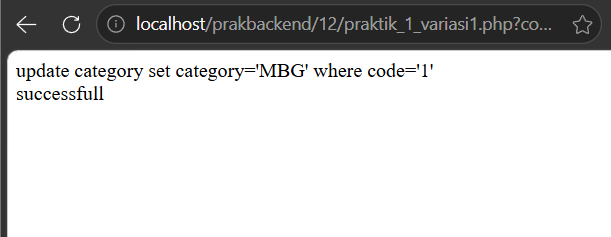 localhost/prakbackend/12/praktik_1_variasi1.php?co...
update category set category='MBG' where code='1'
successfull